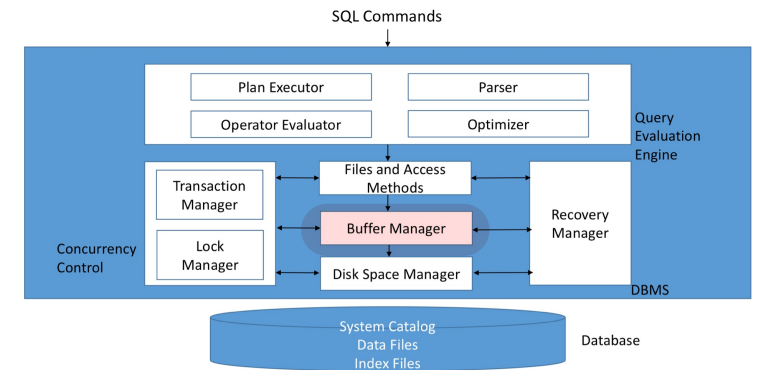 SQL Commands
Plan Executor
Parser
Operator Evaluator
Optimizer
Query
Evaluation
Engine
Files and Access
Methods
Transaction
Manager
Buffer Manager
Recovery
Manager
Lock
Manager
Concurrency
Control
Disk Space Manager
DBMS
System Catalog
Data Files
Index Files
Database